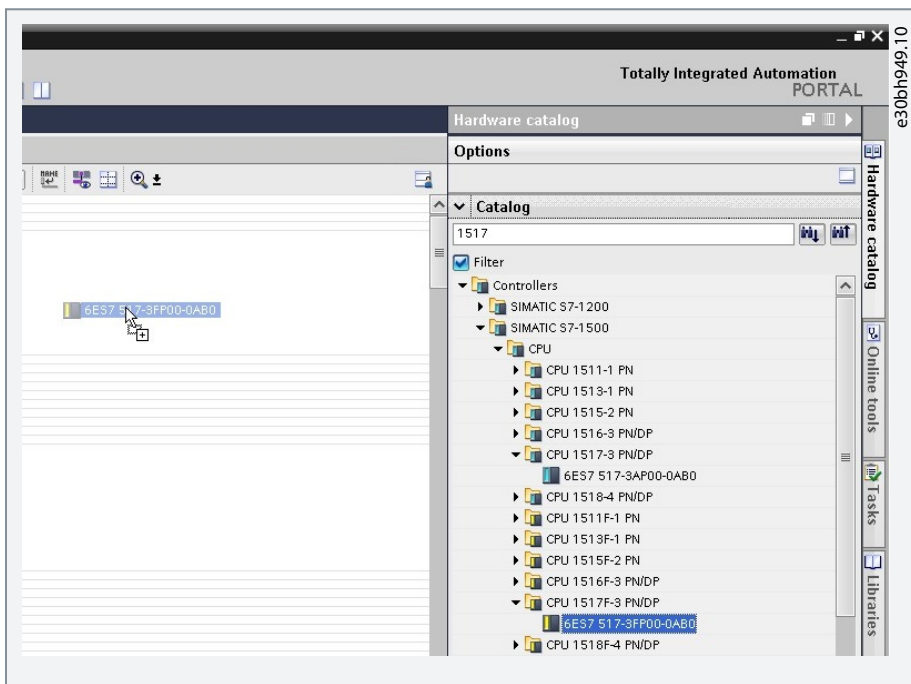 Totally Integrated Automation
PORTAL
Hardware catalog
Options
NAME
Catalog
1517
Filter
Controllers
SIMATIC S7-1200
SIMATIC S7-1500
CPU
CPU 1511-1 PN
CPU 1513-1 PN
CPU 1515-2 PN
CPU 1516-3 PN/DP
CPU 1517-3 PN/DP
6ES7 517-3AP00-0AB0
CPU 1518-4 PN/DP
CPU 1511F-1 PN
CPU 1513F-1 PN
CPU 1515F-2 PN
CPU 1516F-3 PN/DP
CPU 1517F-3 PN/DP
6ES7 517-3FP00-0AB0
CPU 1518F-4 PN/DP
6ES7 517-3FP00-0AB0
Hardware catalog
Online tools
Tasks
Libraries
e30bh949.10